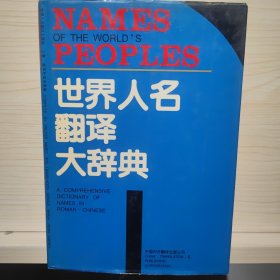 NAMES
OF THE WORLD'S
PEOPLES
世界人名
翻译
大辞典
A COMPREHENSIVE
DICTIONARY OF
NAMES IN
ROMAN-CHINESE
中国对外翻译出版公司